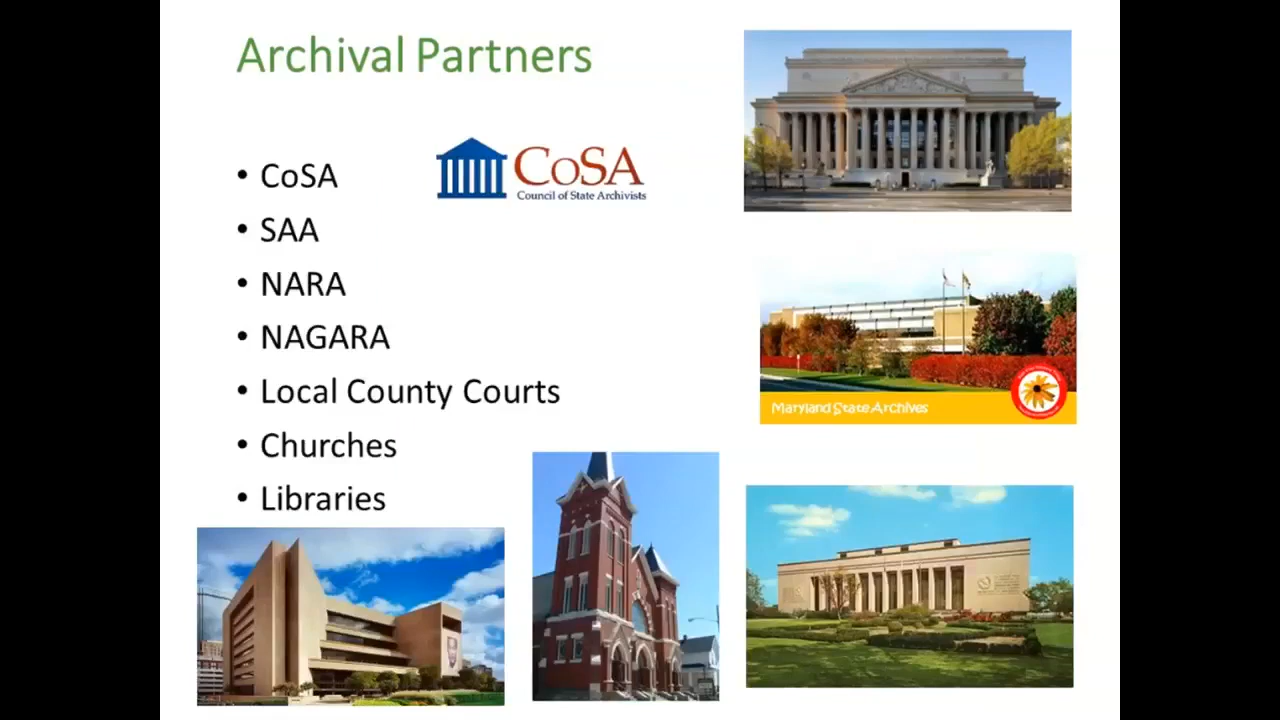 Archival Partners
• CoSA
• SAA
• NARA
• NAGARA
• Local County Courts
• Churches
• Libraries
CoSA
Council of State Archivists
Maryland State Archives